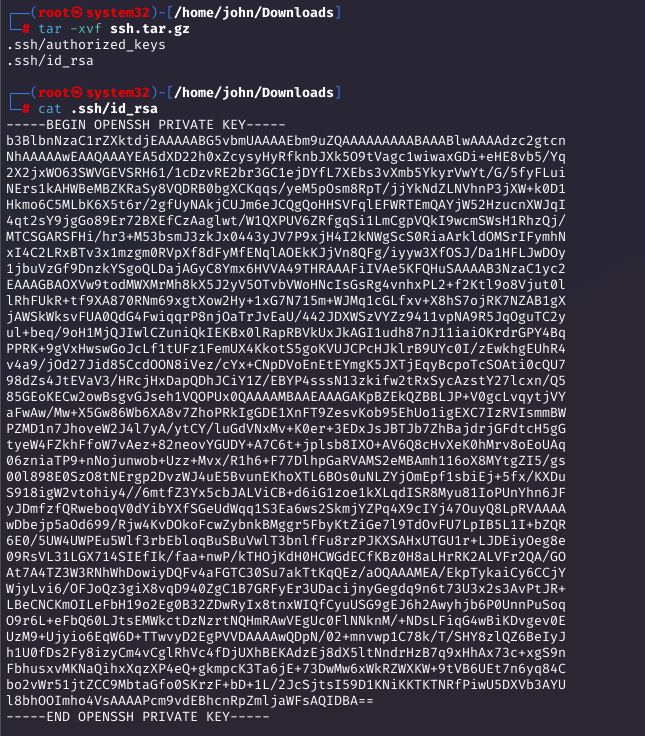 ┌──(root㉿system32)-[/home/john/Downloads]
└─# tar -xvf ssh.tar.gz
.ssh/authorized_keys
.ssh/id_rsa
┌──(root㉿system32)-[/home/john/Downloads]
└─# cat .ssh/id_rsa
-----BEGIN OPENSSH PRIVATE KEY-----
b3BlbnNzaC1rZXktdjEAAAAABG5vbmUAAAAEbm9uZQAAAAAAAAABAAABlwAAAAdzc2gtcn
NhAAAAAwEAAQAAAYEA5dXD22h0xZcysyHyRfknbJXk5O9tVagc1wiwaxGDi+eHE8vb5/Yq
2X2jxWO63SWVGEVSRH61/1cDzvRE2br3GC1ejDYfL7XEbs3vXmb5YkyrVwYt/G/5fyFLui
NErs1kAHWBeMBZKRaSy8VQDRB0bgXCKqqs/yeM5pOsm8RpT/jjYkNdZLNVhnP3jXW+k0D1
Hkmo6C5MLbK6X5t6r/2gfUyNAkjCUJm6eJCQgQoHHSVFqlEFWRTEmQAYjW52HzucnXWJqI
4qt2sY9jgGo89Er72BXEfCzAaglwt/W1QXPUV6ZRfgqSi1LmCgpVQkI9wcmSWsH1RhzQj/
MTCSGARSFHi/hr3+M53bsmJ3zkJx0443yJV7P9xjH4I2kNWgScS0RiaArkldOMSrIFymhN
xI4C2LRxBTv3x1mzgm0RVpXf8dFyMfENqlAOEkKJjVn8QFg/iyyw3XfOSJ/Da1HFLJwDOy
1jbuVzGf9DnzkYSgoQLDajAGyC8Ymx6HVVA49THRAAAFiIVAe5KFQHuSAAAAB3NzaC1yc2
EAAAGBAOXVw9todMWXMrMh8kX5J2yV5OTvbVWoHNcIsGsRg4vnhxPL2+f2Ktl9o8Vjut0l
lRhFUkR+tf9XA870RNm69xgtXow2Hy+1xG7N715m+WJMq1cGLfxv+X8hS7ojRK7NZAB1gX
jAWSkWksvFUA0QdG4FwiqqrP8njOaTrJvEaU/442JDXWSzVYZz9411vpNA9R5JqOguTC2y
ul+beq/9oH1MjQJIwlCZuniQkIEKBx0lRapRBVkUxJkAGI1udh87nJ11iaiOKrdrGPY4Bq
PPRK+9gVxHwswGoJcLf1tUFz1FemUX4KkotS5goKVUJCPcHJklrB9UYc0I/zEwkhgEUhR4
v4a9/jOd27Jid85CcdOON8iVez/cYx+CNpDVoEnEtEYmgK5JXTjEqyBcpoTcSOAti0cQU7
98dZs4JtEVaV3/HRcjHxDapQDhJCiY1Z/EBYP4sssN13zkifw2tRxSycAzstY27lcxn/Q5
85GEoKECw2owBsgvGJseh1VQOPUx0QAAAAMBAAEAAAGAKpBZEkQZBBLJP+V0gcLvqytjVY
aFwAw/Mw+X5Gw86Wb6XA8v7ZhoPRkIgGDE1XnFT9ZesvKob95EhUo1igEXC7IzRVIsmmBW
PZMD1n7JhoveW2J4l7yA/ytCY/luGdVNxMv+K0er+3EDxJsJBTJb7ZhBajdrjGFdtcH5gG
tyeW4FZkhFfoW7vAez+82neovYGUDY+A7C6t+jplsb8IXO+AV6Q8cHvXeK0hMrv8oEoUAq
06zniaTP9+nNojunwob+Uzz+Mvx/R1h6+F77DlhpGaRVAMS2eMBAmh116oX8MYtgZI5/gs
00l898E0SzO8tNErgp2DvzWJ4uE5BvunEKhoXTL6BOs0uNLZYjOmEpf1sbiEj+5fx/KXDu
S918igW2vtohiy4//6mtfZ3Yx5cbJALViCB+d6iG1zoe1kXLqdISR8Myu81IoPUnYhn6JF
yJDmfzfQRweboqV0dYibYXfSGeUdWqq1S3Ea6ws2SkmjYZPq4X9cIYj47OuyQ8LpRVAAAA
wDbejp5aOd699/Rjw4KvDOkoFcwZybnkBMggr5FbyKtZiGe7l9TdOvFU7LpIB5L1I+bZQR
6E0/5UW4UWPEu5Wlf3rbEbloqBuSBuVwlT3bnlfFu8rzPJKXSAHxUTGU1r+LJDEiyOeg8e
09RsVL31LGX714SIEfIk/faa+nwP/kTHOjKdH0HCWGdECfKBz0H8aLHrRK2ALVFr2QA/GO
At7A4TZ3W3RNhWhDowiyDQFv4aFGTC30Su7akTtKqQEz/aOQAAAMEA/EkpTykaiCy6CCjY
WjyLvi6/OFJoQz3giX8vqD940ZgC1B7GRFyEr3UDacijnyGegdq9n6t73U3x2s3AvPtJR+
LBeCNCKmOILeFbH19o2Eg0B32ZDwRyIx8tnxWIQfCyuUSG9gEJ6h2Awyhjb6P0UnnPuSoq
O9r6L+eFbQ60LJtsEMWkctDzNzrtNQHmRAwVEgUc0FlNNknM/+NDsLFiqG4wBiKDvgev0E
UzM9+Ujyio6EqW6D+TTwvyD2EgPVVDAAAAwQDpN/02+mnvwp1C78k/T/SHY8zlQZ6BeIyJ
h1U0fDs2Fy8izyCm4vCglRhVc4fDjUXhBEKAdzEj8dX5ltNndrHzB7q9xHhAx73c+xgS9n
FbhusxvMKNaQihxXqzXP4eQ+gkmpcK3Ta6jE+73DwMw6xWkRZWXKW+9tVB6UEt7n6yq84C
bo2vWr51jtZCC9MbtaGfo0SKrzF+bD+1L/2JcSjtsI59D1KNiKKTKTNRfPiwU5DXVb3AYU
l8bhOOImho4VsAAAAPcm9vdEBhcnRpZmljaWFsAQIDBA==
-----END OPENSSH PRIVATE KEY-----